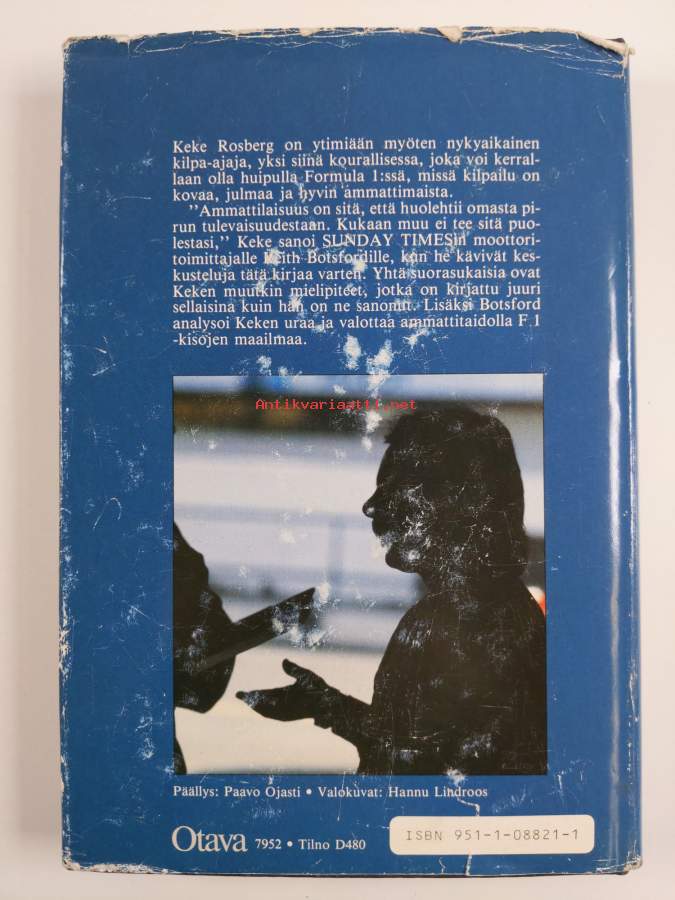 Keke Rosberg on ytimiään myöten nykyaikainen
kilpa-ajaja, yksi siinä kourallisessa, joka voi kerral-
laan olla huipulla Formula 1:ssä, missä kilpailu on
kovaa, julmaa ja hyvin ammattimaista.
''Ammattilaisuus on sitä, että huolehtii omasta pi-
run tulevaisuudestaan. Kukaan muu ei tee sitä puo-
lestasi,'' Keke sanoi SUNDAY TIMESin moottori-
toimittajalle Keith Botsfordille, kun he kävivät kes-
kusteluja tätä kirjaa varten. Yhtä suorasukaisia ovat
Keken muutkin mielipiteet, jotka on kirjattu juuri
sellaisina kuin hän on ne sanonut. Lisäksi Botsford
analysoi Keken uraa ja valottaa ammattitaidolla F 1
-kisojen maailmaa.
Antikvariaatti.net
Päällys: Paavo Ojasti • Valokuvat: Hannu Lindroos
Otava 7952 • Tilno D480
ISBN 951-1-08821-1